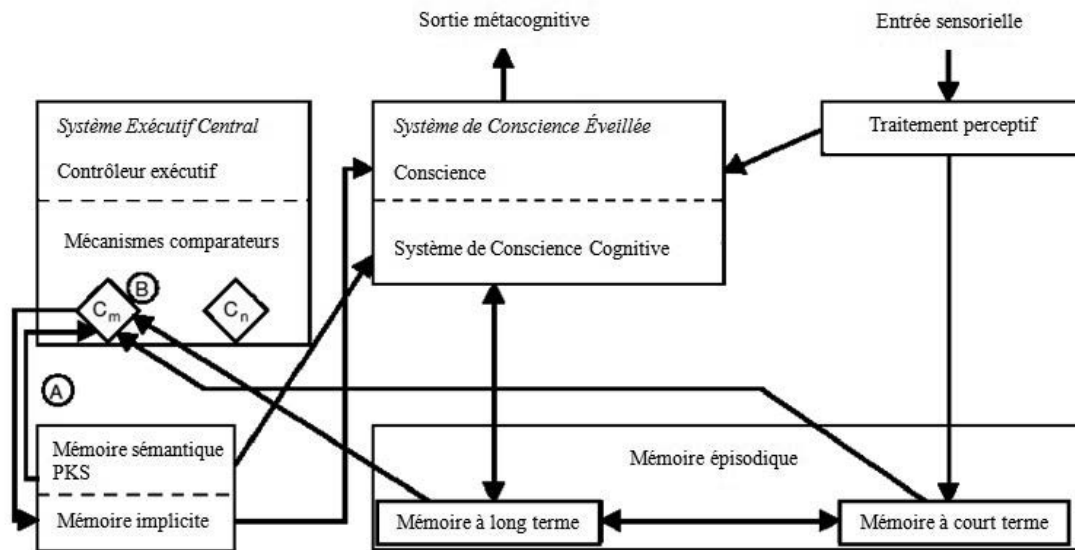 Sortie métacognitive
Entrée sensorielle
Système Exécutif Central
Contrôleur exécutif
Mécanismes comparateurs
B
Cm
Cn
Système de Conscience Éveillée
Conscience
Système de Conscience Cognitive
Traitement perceptif
A
Mémoire sémantique
PKS
Mémoire implicite
Mémoire épisodique
Mémoire à long terme
Mémoire à court terme